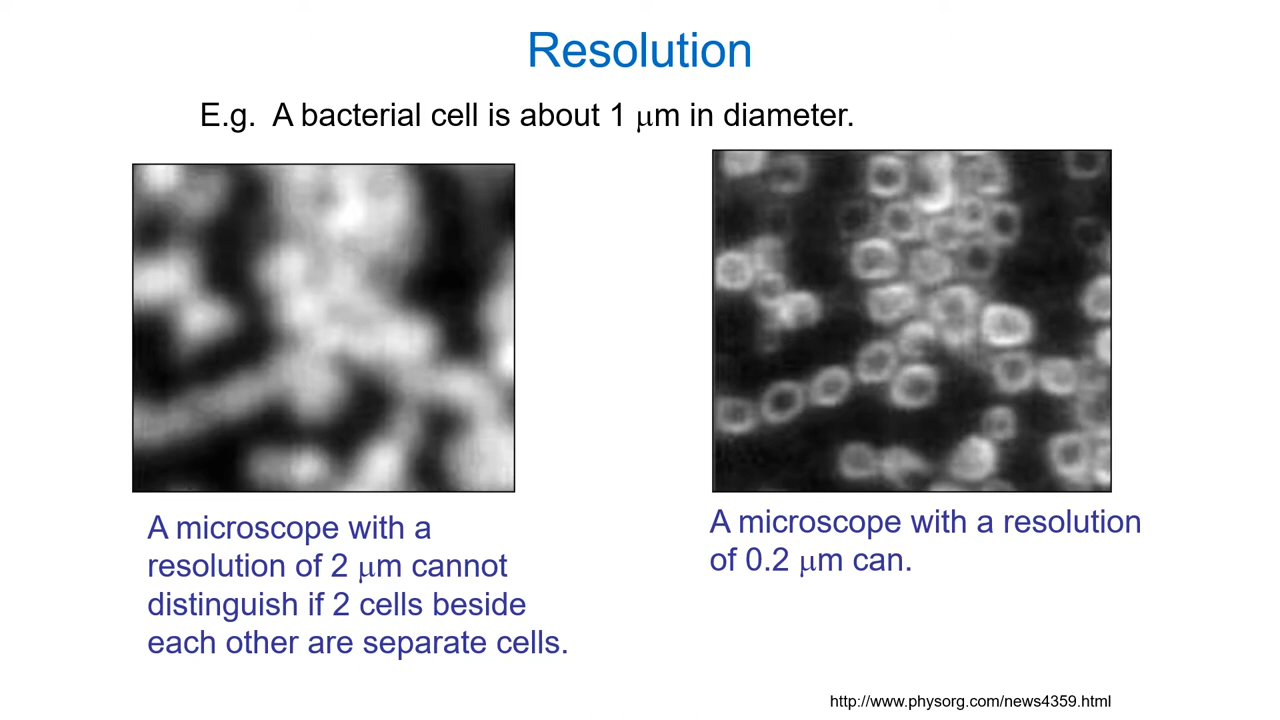 Resolution
E.g.  A bacterial cell is about 1 μm in diameter.
A microscope with a
resolution of 2 μm cannot
distinguish if 2 cells beside
each other are separate cells.
A microscope with a resolution
of 0.2 μm can.
http://www.physorg.com/news4359.html